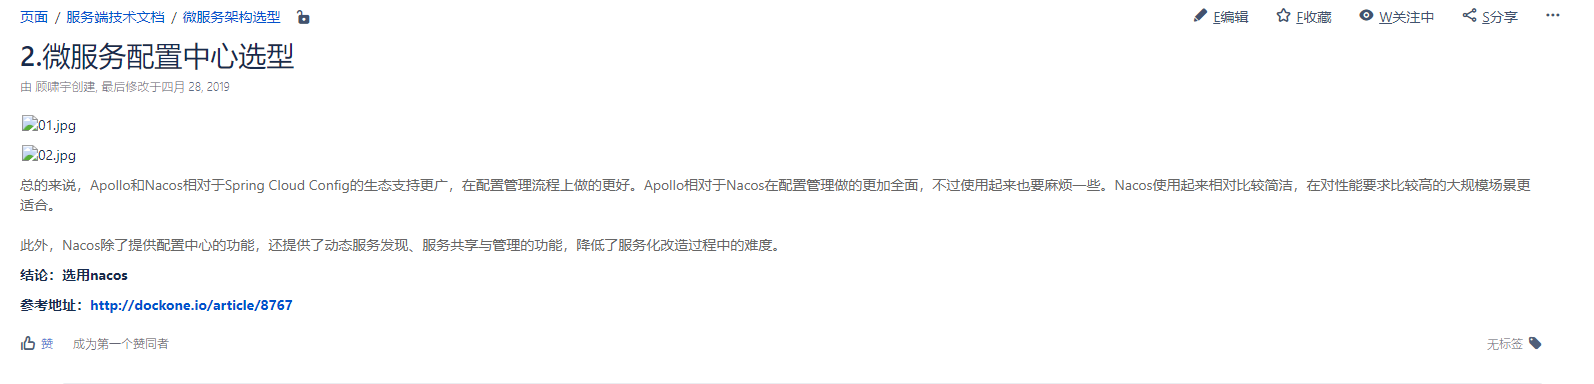 页面 / 服务端技术文档 / 微服务架构选型
E编辑 F收藏 W关注中 S分享 ···
2.微服务配置中心选型
由 顾啸宇创建, 最后修改于四月 28, 2019
01.jpg
02.jpg
总的来说，Apollo和Nacos相对于Spring Cloud Config的生态支持更广，在配置管理流程上做的更好。Apollo相对于Nacos在配置管理做的更加全面，不过使用起来也要麻烦一些。Nacos使用起来相对比较简洁，在对性能要求比较高的大规模场景更
适合。
此外，Nacos除了提供配置中心的功能，还提供了动态服务发现、服务共享与管理的功能，降低了服务化改造过程中的难度。
结论：选用nacos
参考地址：http://dockone.io/article/8767
赞 成为第一个赞同者 无标签